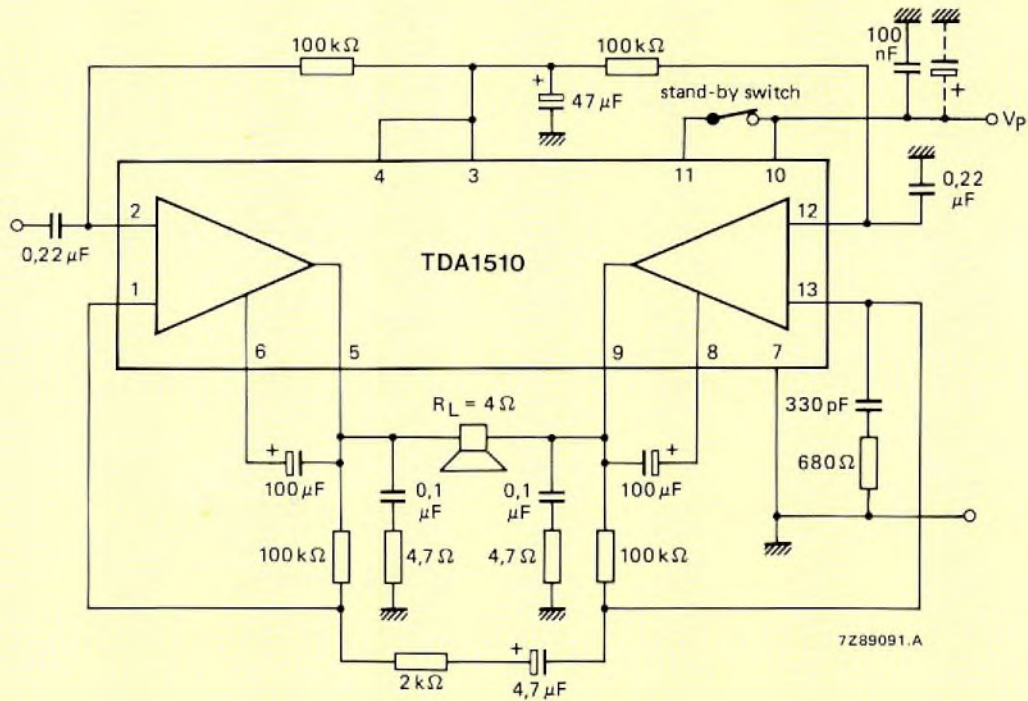 100 kΩ
100 kΩ
100
nF
+
47 μF
stand-by switch
+
Vp
4
3
11
10
0,22
μF
2
12
0,22 μF
TDA1510
1
13
6
5
9
8
7
RL = 4 Ω
330 pF
+
100 μF
+
100 μF
680 Ω
0,1
μF
0,1
μF
100 kΩ
4,7 Ω
4,7 Ω
100 kΩ
7Z89091.A
+
2 kΩ
4,7 μF